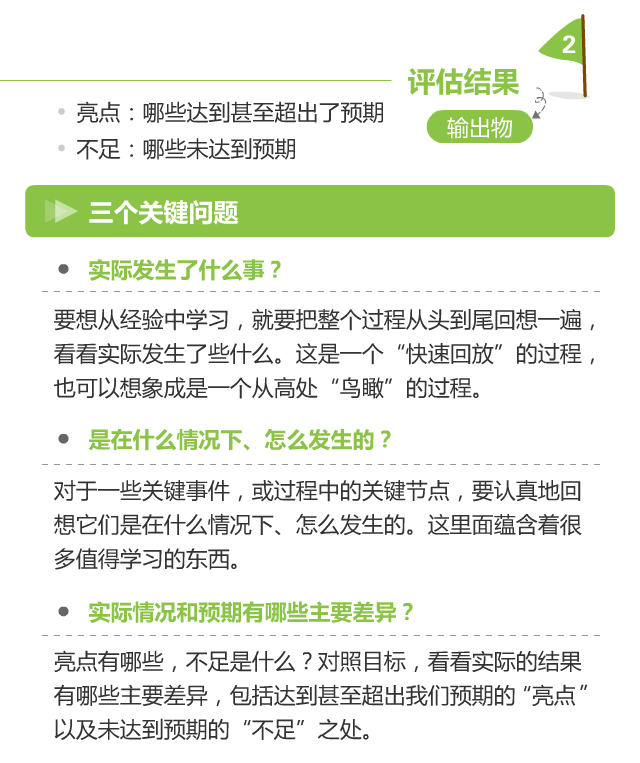 2
评估结果
输出物
• 亮点：哪些达到甚至超出了预期
• 不足：哪些未达到预期
三个关键问题
• 实际发生了什么事？
要想从经验中学习，就要把整个过程从头到尾回想一遍，
看看实际发生了些什么。这是一个“快速回放”的过程，
也可以想象成是一个从高处“鸟瞰”的过程。
• 是在什么情况下、怎么发生的？
对于一些关键事件，或过程中的关键节点，要认真地回
想它们是在什么情况下、怎么发生的。这里面蕴含着很
多值得学习的东西。
• 实际情况和预期有哪些主要差异？
亮点有哪些，不足是什么？对照目标，看看实际的结果
有哪些主要差异，包括达到甚至超出我们预期的“亮点”
以及未达到预期的“不足”之处。